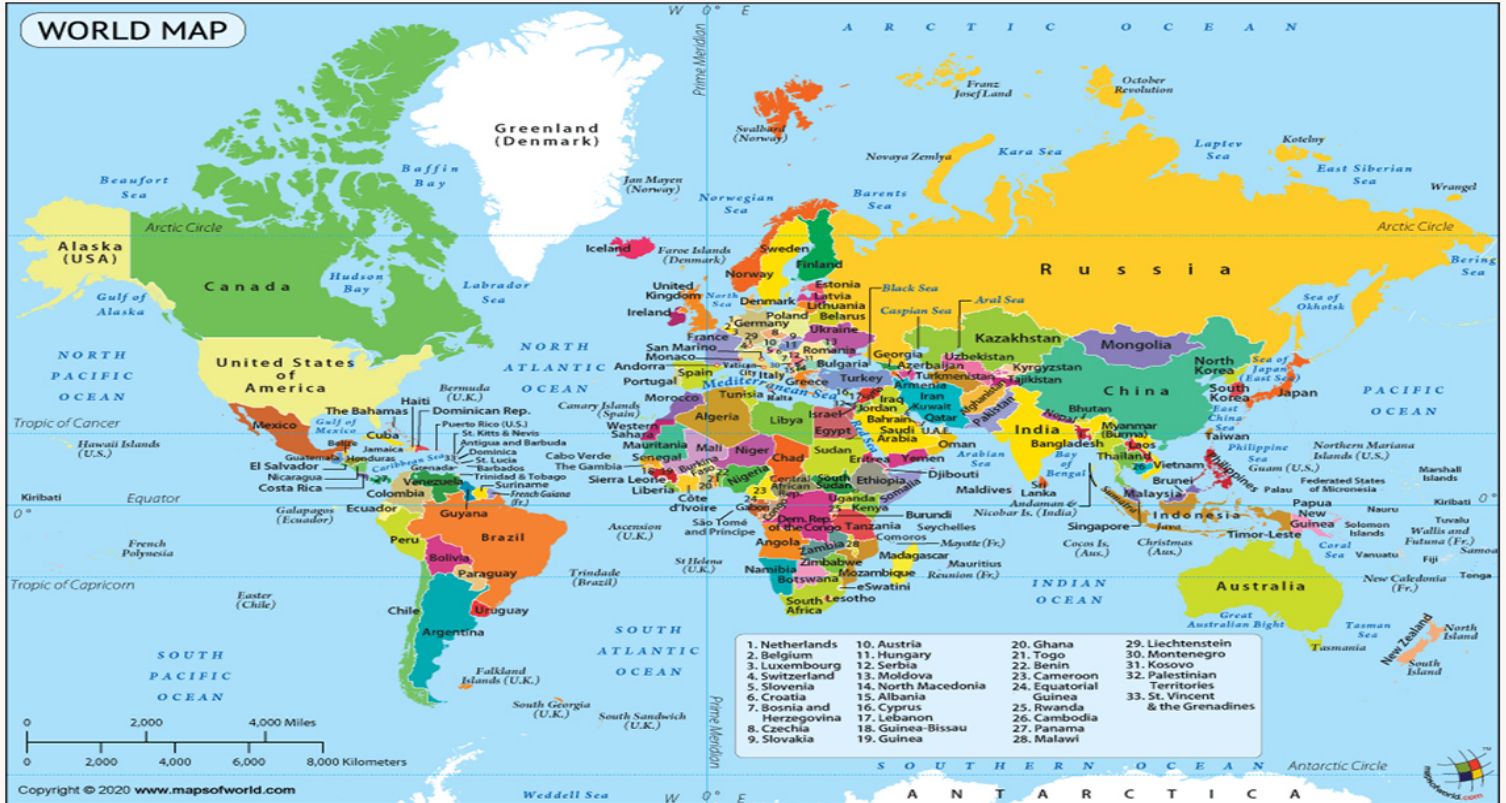 WORLD MAP
W 0° E
Prime Meridian
ARCTIC OCEAN
Greenland
(Denmark)
Svalbard
(Norway)
Franz
Josef Land
October
Revolution
Novaya Zemlya
Kara Sea
Laptev
Sea
Kotelny
East Siberian
Sea
Wrangel
Beaufort
Sea
Baffin
Bay
Jan Mayen
(Norway)
Norwegian
Sea
Barents
Sea
Arctic Circle
Arctic Circle
Alaska
(USA)
Iceland
Faroe Islands
(Denmark)
Sweden
Finland
Norway
RUSSIA
Bering
Sea
Canada
Hudson
Bay
Labrador
Sea
Gulf of
Alaska
United
Kingdom
North
Sea
Ireland
Denmark
Estonia
Latvia
Lithuania
Belarus
Poland
Germany
Ukraine
France
Romania
Bulgaria
Black Sea
Caspian Sea
Aral Sea
Sea of
Okhotsk
Kazakhstan
Mongolia
NORTH
PACIFIC
OCEAN
United States
of
America
NORTH
ATLANTIC
OCEAN
San Marino
Monaco
Andorra
Spain
Portugal
Vatican
City
Italy
Malta
Greece
Turkey
Mediterranean Sea
Georgia
Azerbaijan
Armenia
Uzbekistan
Turkmenistan
Kyrgyzstan
Tajikistan
China
North
Korea
South
Korea
Sea of
Japan
(East Sea)
Japan
PACIFIC
OCEAN
Bermuda
(U.K.)
Canary Islands
(Spain)
Morocco
Tunisia
Algeria
Libya
Egypt
Israel
Syria
Jordan
Iraq
Iran
Kuwait
Bahrain
Qatar
Saudi
Arabia
U.A.E.
Oman
Red Sea
Afghanistan
Pakistan
India
Nepal
Bhutan
Bangladesh
Myanmar
(Burma)
Laos
Thailand
Vietnam
East
China
Sea
Taiwan
Philippine
Sea
Philippines
Northern Mariana
Islands (U.S.)
Guam (U.S.)
Tropic of Cancer
Hawaii Islands
(U.S.)
Mexico
Gulf of
Mexico
The Bahamas
Haiti
Dominican Rep.
Puerto Rico (U.S.)
St. Kitts & Nevis
Antigua and Barbuda
Dominica
St. Lucia
Barbados
Grenada
Trinidad & Tobago
Cuba
Jamaica
Belize
Guatemala
Honduras
El Salvador
Nicaragua
Costa Rica
Caribbean Sea
33
27
Venezuela
Suriname
French Guiana
(Fr.)
Guyana
Colombia
Ecuador
Western
Sahara
Mauritania
Senegal
Cabo Verde
The Gambia
Sierra Leone
Liberia
Côte
d'Ivoire
Mali
Burkina
Faso
Niger
Nigeria
Chad
Sudan
Eritrea
Yemen
Djibouti
Ethiopia
Somalia
South
Sudan
Central
African
Rep.
Uganda
Kenya
Gabon
Congo
Dem. Rep.
of the Congo
São Tomé
and Príncipe
Burundi
Tanzania
Seychelles
Comoros
Arabian
Sea
Maldives
Sri
Lanka
Bay
of
Bengal
Andaman &
Nicobar Is. (India)
Brunei
Malaysia
Singapore
Sumatra
Indonesia
Java
Palau
Federated States
of Micronesia
Marshall
Islands
Kiribati
Nauru
Papua
New
Guinea
Solomon
Islands
Tuvalu
Wallis and
Futuna (Fr.)
Samoa
Timor-Leste
Kiribati
Equator
0°
0°
Galapagos
(Ecuador)
Peru
Brazil
Bolivia
Paraguay
Chile
Uruguay
Argentina
French
Polynesia
Tropic of Capricorn
Easter
(Chile)
Ascension
(U.K.)
St Helena
(U.K.)
Trindade
(Brazil)
Angola
Zambia
28
Namibia
Zimbabwe
Botswana
Mozambique
Madagascar
Mayotte (Fr.)
Mauritius
Reunion (Fr.)
eSwatini
Lesotho
South
Africa
Cocos Is.
(Aus.)
Christmas
(Aus.)
Coral
Sea
Vanuatu
Fiji
Tonga
New Caledonia
(Fr.)
INDIAN
OCEAN
Australia
Great
Australian Bight
Tasman
Sea
Tasmania
New Zealand
North
Island
South
Island
SOUTH
PACIFIC
OCEAN
SOUTH
ATLANTIC
OCEAN
Falkland
Islands (U.K.)
South Georgia
(U.K.)
South Sandwich
(U.K.)
Prime Meridian
1. Netherlands
2. Belgium
3. Luxembourg
4. Switzerland
5. Slovenia
6. Croatia
7. Bosnia and
Herzegovina
8. Czechia
9. Slovakia
10. Austria
11. Hungary
12. Serbia
13. Moldova
14. North Macedonia
15. Albania
16. Cyprus
17. Lebanon
18. Guinea-Bissau
19. Guinea
20. Ghana
21. Togo
22. Benin
23. Cameroon
24. Equatorial
Guinea
25. Rwanda
26. Cambodia
27. Panama
28. Malawi
29. Liechtenstein
30. Montenegro
31. Kosovo
32. Palestinian
Territories
33. St. Vincent
& the Grenadines
0 2,000 4,000 Miles
0 2,000 4,000 6,000 8,000 Kilometers
SOUTHERN OCEAN
Antarctic Circle
Copyright © 2020 www.mapsofworld.com
Weddell Sea
W 0° E
ANTARCTICA
mapsofworld.com